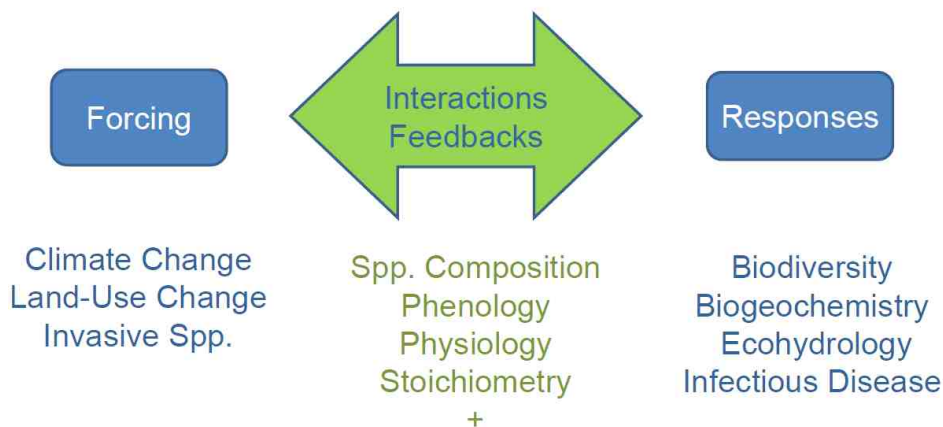 Forcing
Interactions
Feedbacks
Responses
Climate Change
Land-Use Change
Invasive Spp.
Spp. Composition
Phenology
Physiology
Stoichiometry
+
Biodiversity
Biogeochemistry
Ecohydrology
Infectious Disease